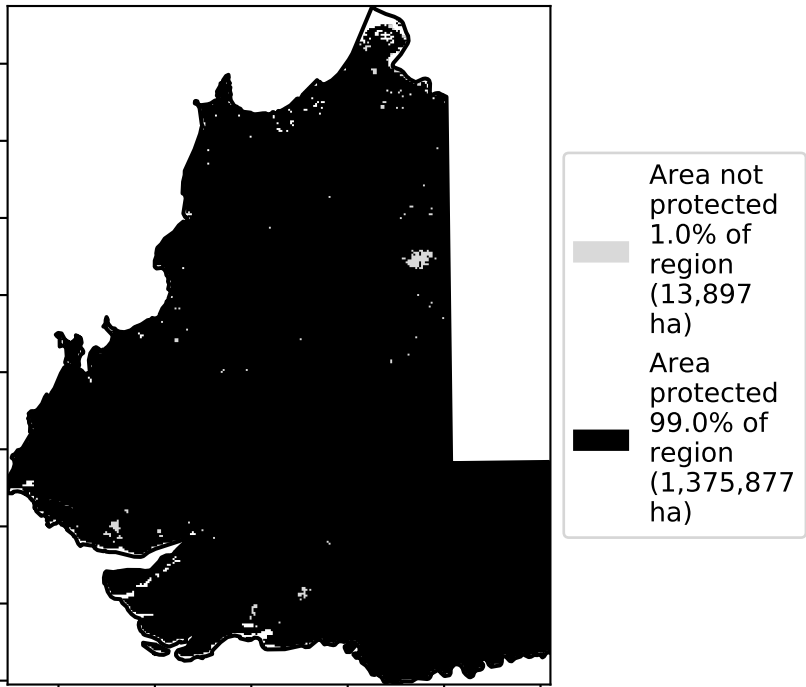 Area not
protected
1.0% of
region
(13,897
ha)
Area
protected
99.0% of
region
(1,375,877
ha)